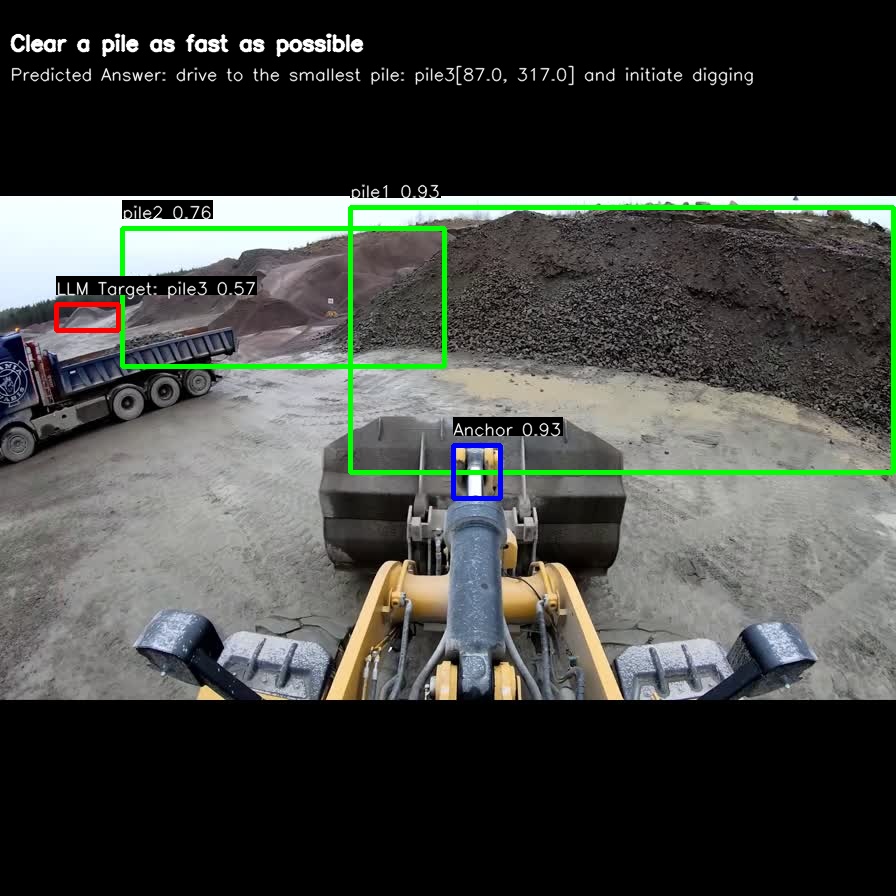 Clear a pile as fast as possible
Predicted Answer: drive to the smallest pile: pile3[87.0, 317.0] and initiate digging
pile1 0.93
pile2 0.76
LLM Target: pile3 0.57
Anchor 0.93